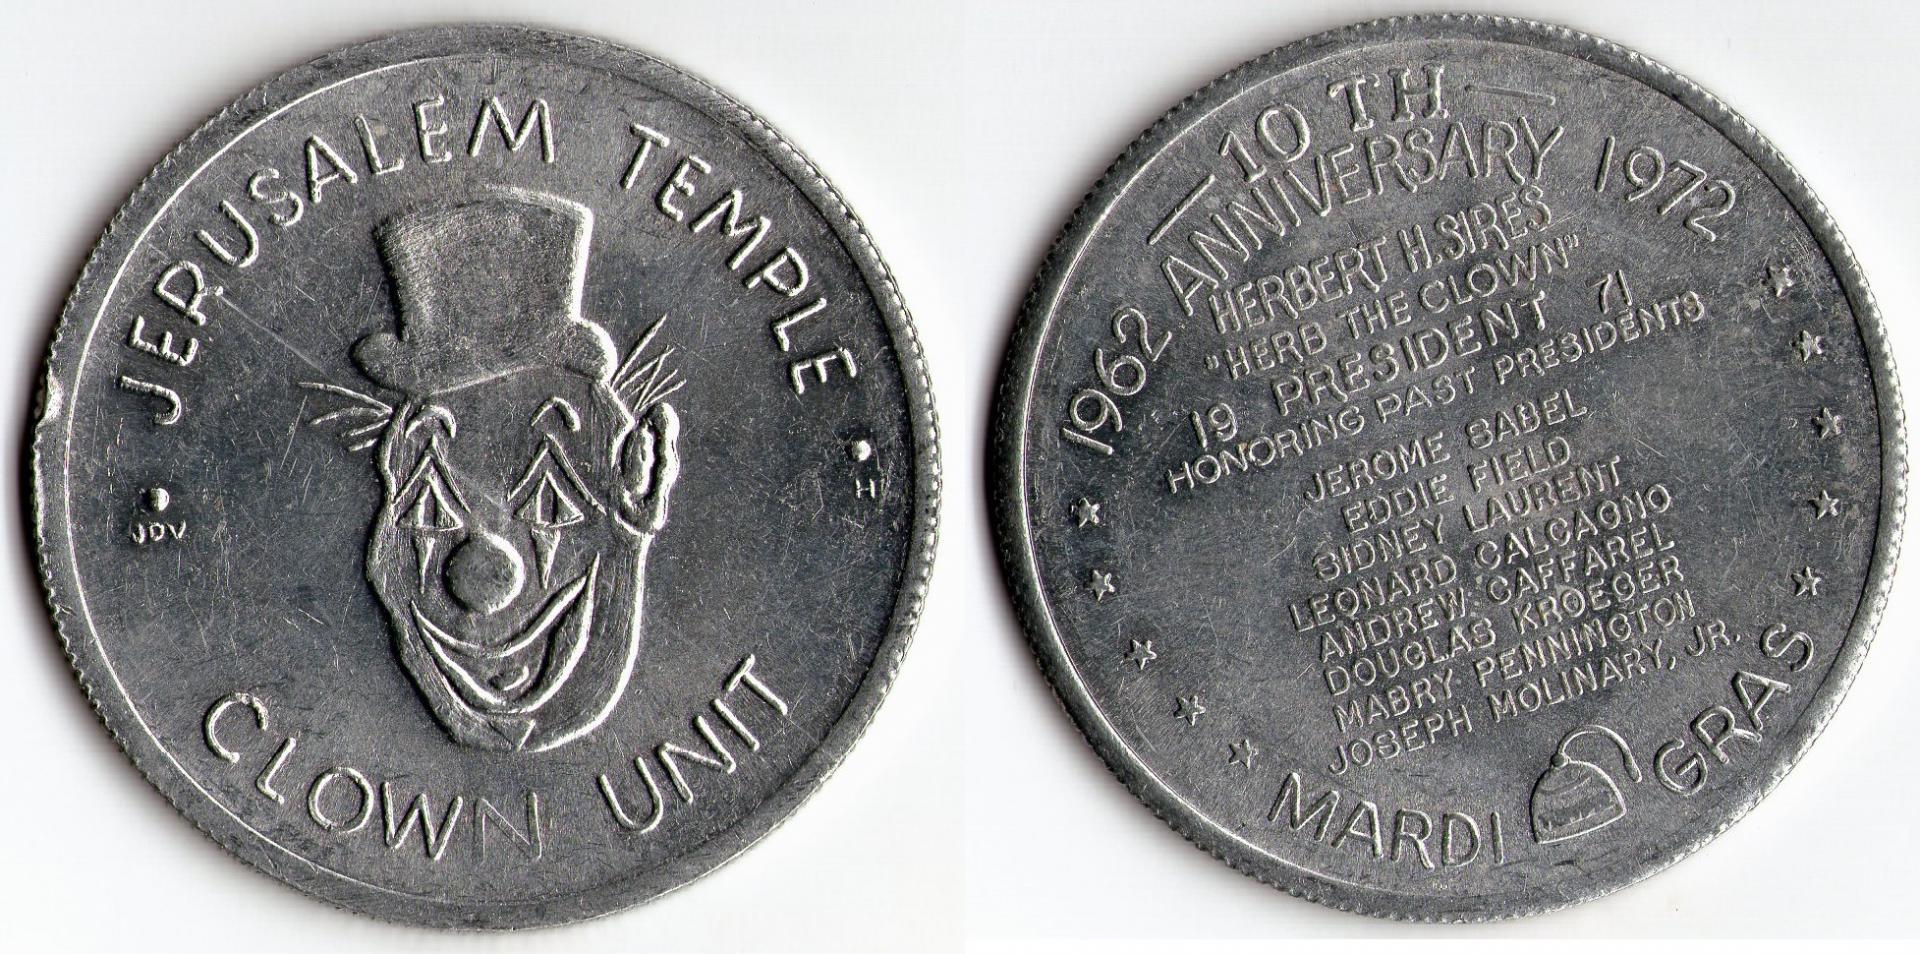 JERUSALEM TEMPLE
JDV
H
CLOWN UNIT
10 TH
1962 ANNIVERSARY 1972
HERBERT H. SIRES
"HERB THE CLOWN"
19 PRESIDENT 71
HONORING PAST PRESIDENTS
JEROME SABEL
EDDIE FIELD
SIDNEY LAURENT
LEONARD CALCAGNO
ANDREW CAFFAREL
DOUGLAS KROEGER
MABRY PENNINGTON
JOSEPH MOLINARY, JR.
MARDI GRAS